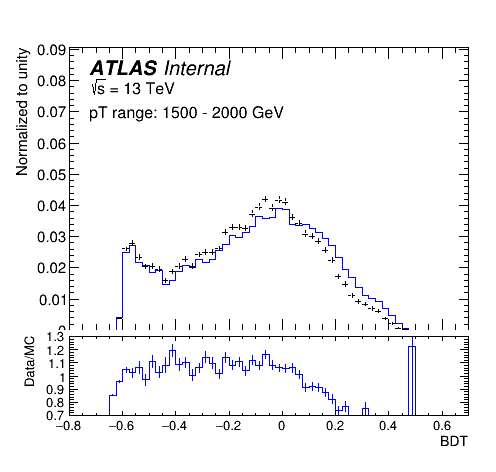 Normalized to unity
0.09
0.08
0.07
0.06
0.05
0.04
0.03
0.02
0.01
0
ATLAS Internal
√s = 13 TeV
pT range: 1500 - 2000 GeV
Data/MC
1.3
1.2
1.1
1
0.9
0.8
0.7
−0.8 −0.6 −0.4 −0.2 0 0.2 0.4 0.6
BDT